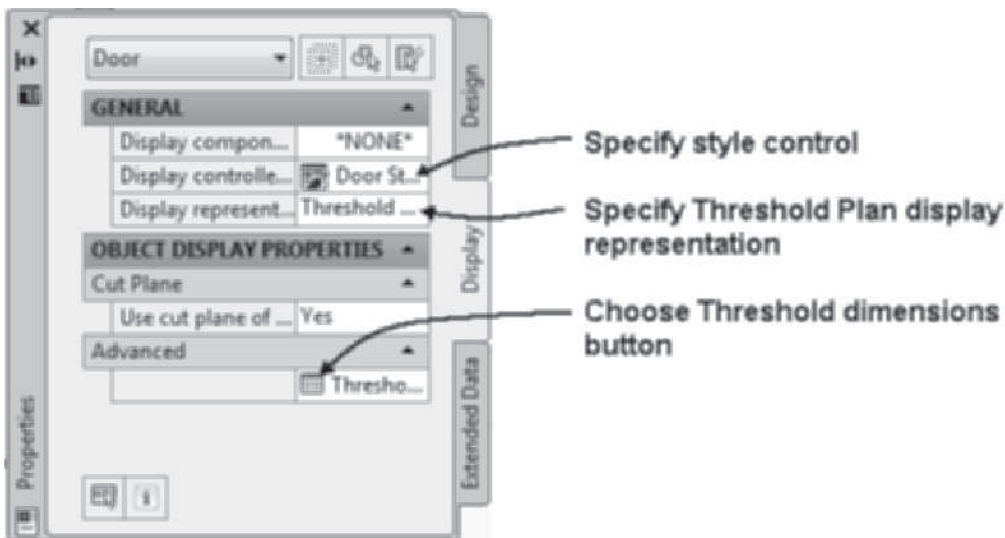 Door
GENERAL
Display compon... *NONE*
Display controlle... Door St...
Display represent... Threshold ...
OBJECT DISPLAY PROPERTIES
Cut Plane
Use cut plane of ... Yes
Advanced
Thresho...
Design
Display
Extended Data
Properties
Specify style control
Specify Threshold Plan display
representation
Choose Threshold dimensions
button